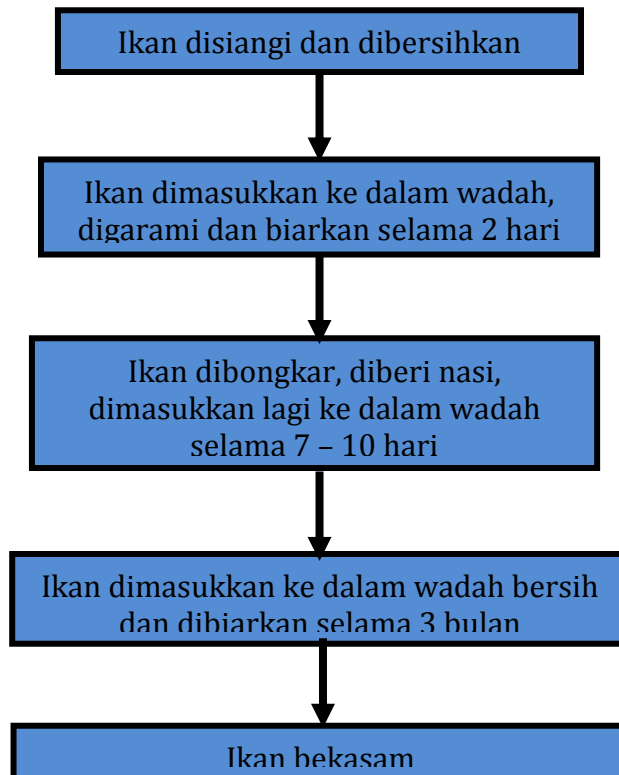 Ikan disiangi dan dibersihkan
Ikan dimasukkan ke dalam wadah,
digarami dan biarkan selama 2 hari
Ikan dibongkar, diberi nasi,
dimasukkan lagi ke dalam wadah
selama 7 – 10 hari
Ikan dimasukkan ke dalam wadah bersih
dan dibiarkan selama 3 bulan
Ikan bekasam